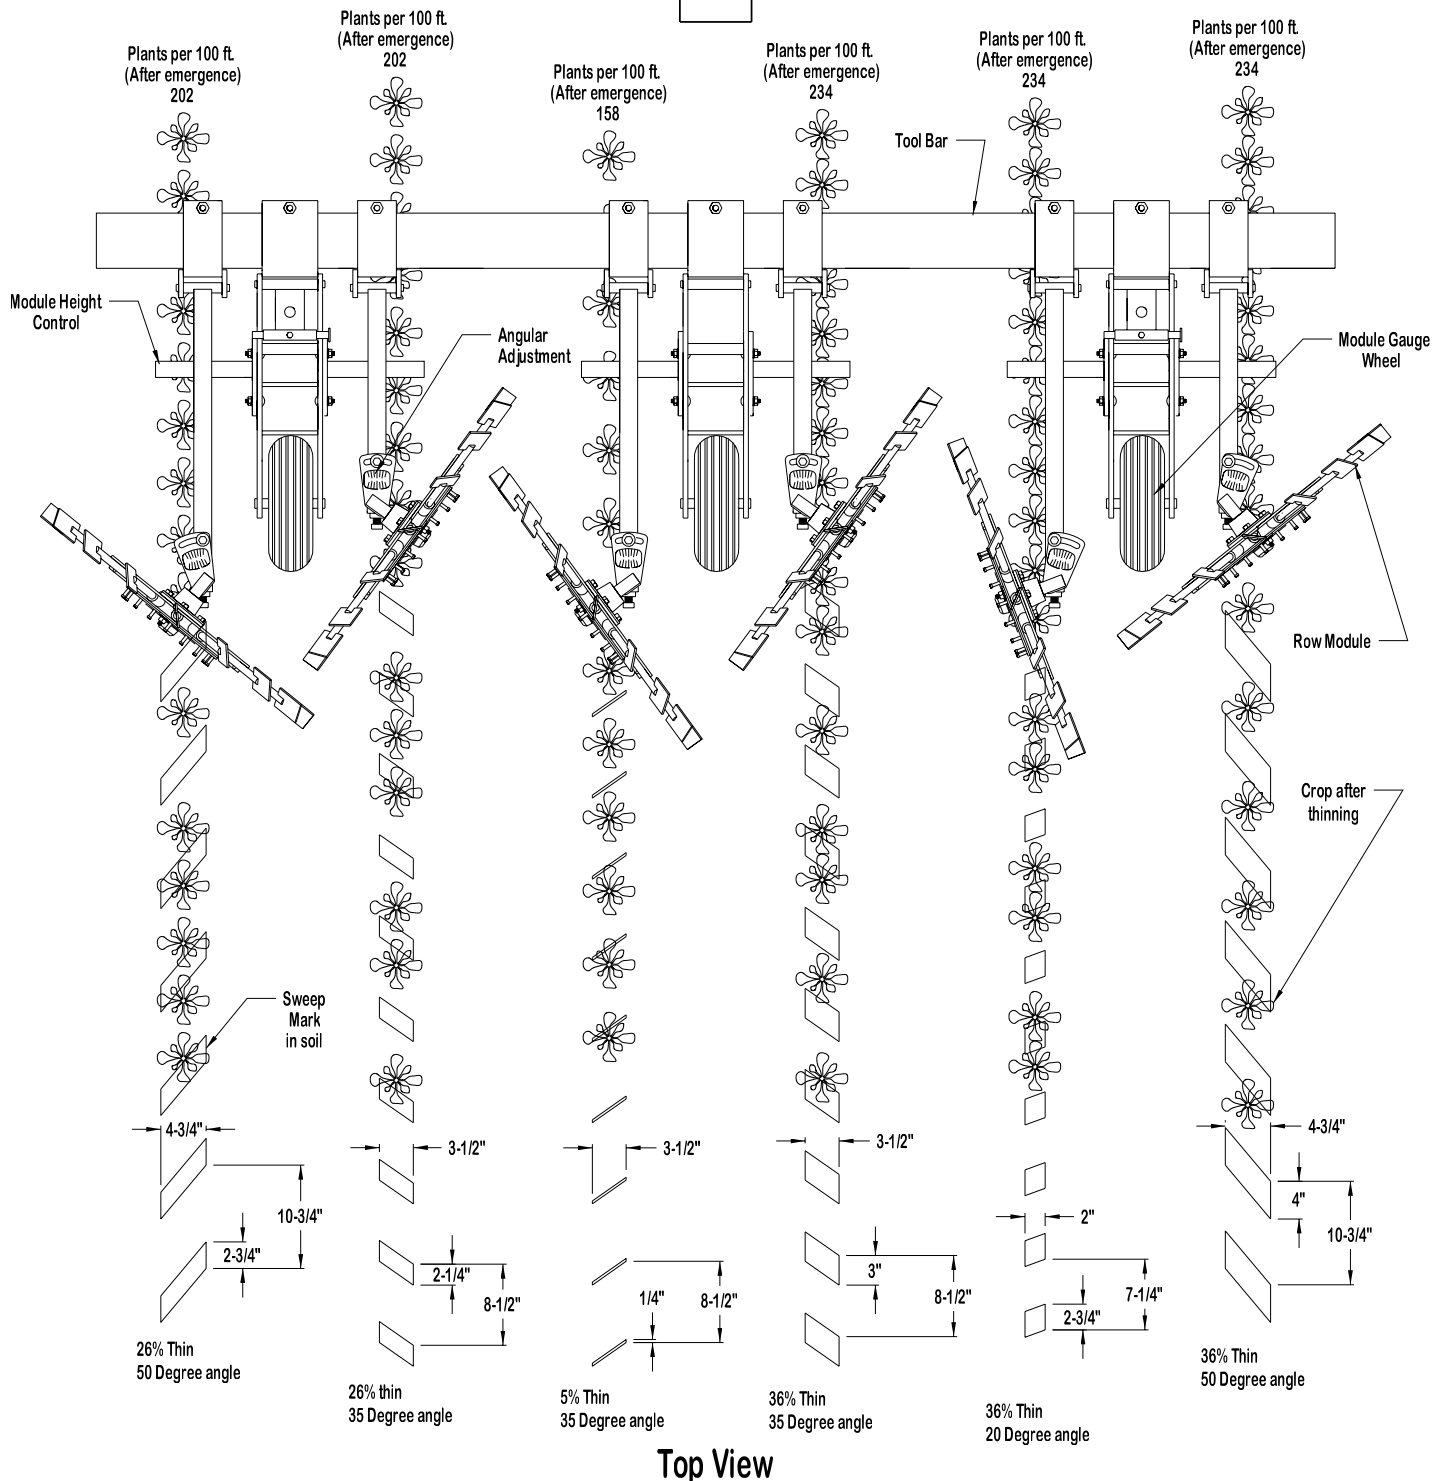 Plants per 100 ft.
(After emergence)
202
Plants per 100 ft.
(After emergence)
202
Plants per 100 ft.
(After emergence)
158
Plants per 100 ft.
(After emergence)
234
Plants per 100 ft.
(After emergence)
234
Plants per 100 ft.
(After emergence)
234
Tool Bar
Module Height
Control
Angular
Adjustment
Module Gauge
Wheel
Row Module
Crop after
thinning
Sweep
Mark
in soil
4-3/4"
10-3/4"
2-3/4"
26% Thin
50 Degree angle
3-1/2"
2-1/4"
8-1/2"
26% thin
35 Degree angle
3-1/2"
1/4"
8-1/2"
5% Thin
35 Degree angle
3-1/2"
3"
8-1/2"
36% Thin
35 Degree angle
2"
7-1/4"
2-3/4"
36% Thin
20 Degree angle
4-3/4"
4"
10-3/4"
36% Thin
50 Degree angle
Top View